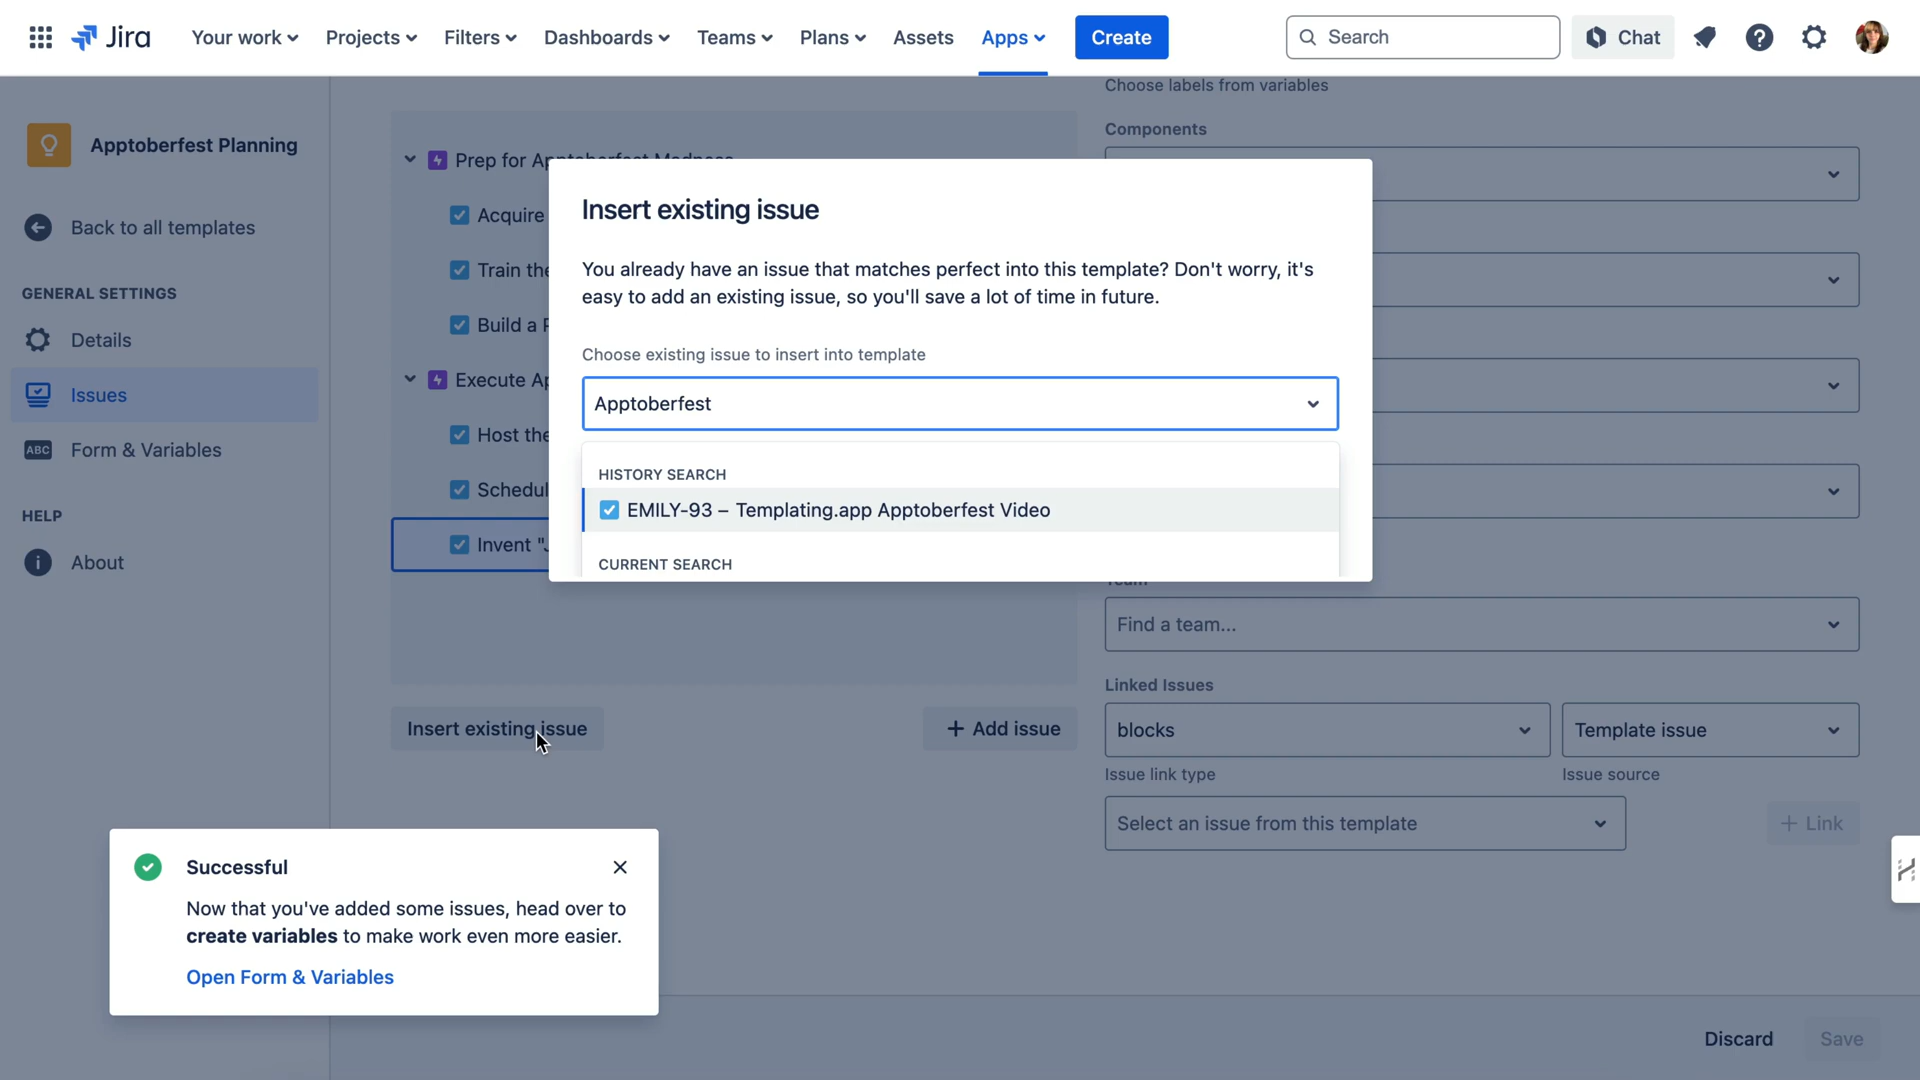 Jira
Your work
Projects
Filters
Dashboards
Teams
Plans
Assets
Apps
Create
Search
Chat
Apptoberfest Planning
Back to all templates
GENERAL SETTINGS
Details
Issues
ABC
Form & Variables
HELP
About
Prep for Apptoberfest Madness
Acquire
Train the
Build a
Execute
Host the
Schedul
Invent
Insert existing issue
+ Add issue
Insert existing issue
You already have an issue that matches perfect into this template? Don't worry, it's
easy to add an existing issue, so you'll save a lot of time in future.
Choose existing issue to insert into template
Apptoberfest
HISTORY SEARCH
EMILY-93 – Templating.app Apptoberfest Video
CURRENT SEARCH
Choose labels from variables
Components
Team
Find a team...
Linked Issues
blocks
Template issue
Issue link type
Issue source
Select an issue from this template
+ Link
Successful
Now that you've added some issues, head over to
create variables to make work even more easier.
Open Form & Variables
Discard
Save